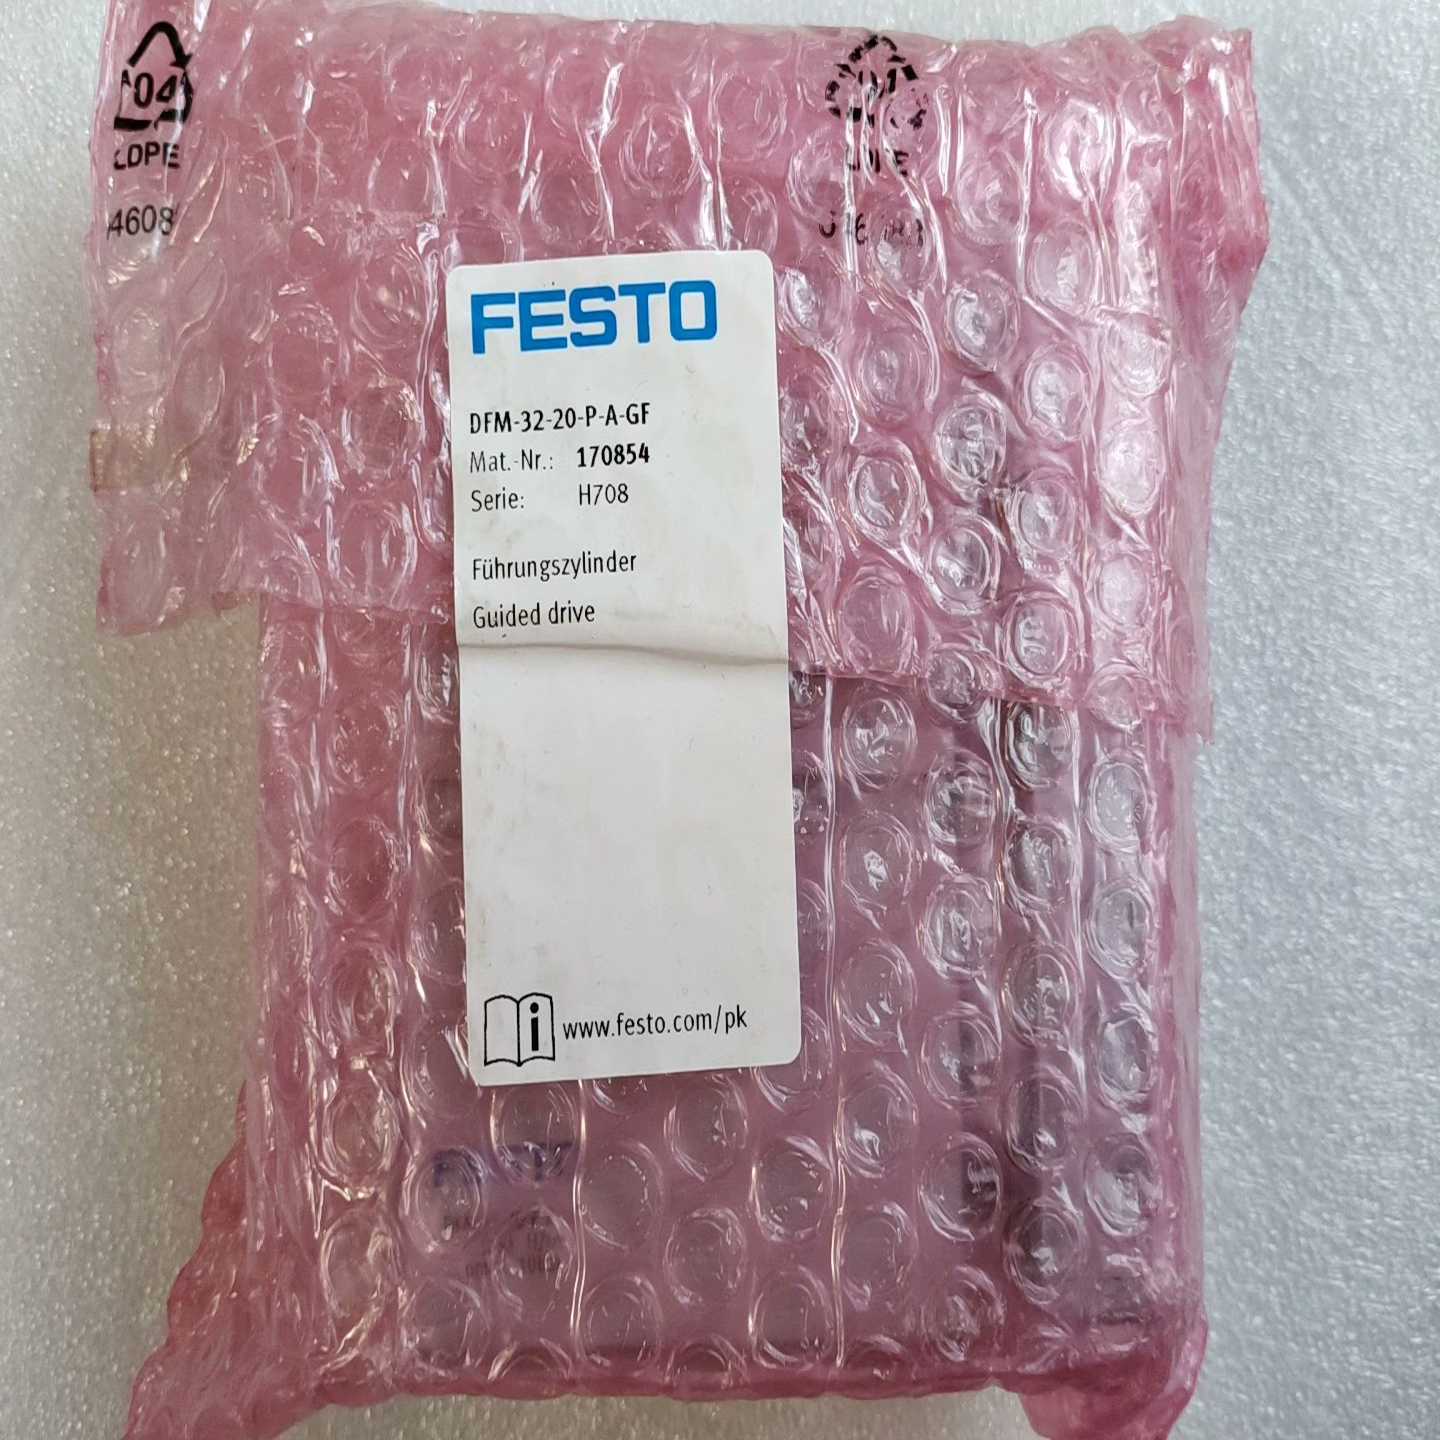 04
LDPE
4608
FESTO
DFM-32-20-P-A-GF
Mat.-Nr.: 170854
Serie: H708
Führungszylinder
Guided drive
i www.festo.com/pk